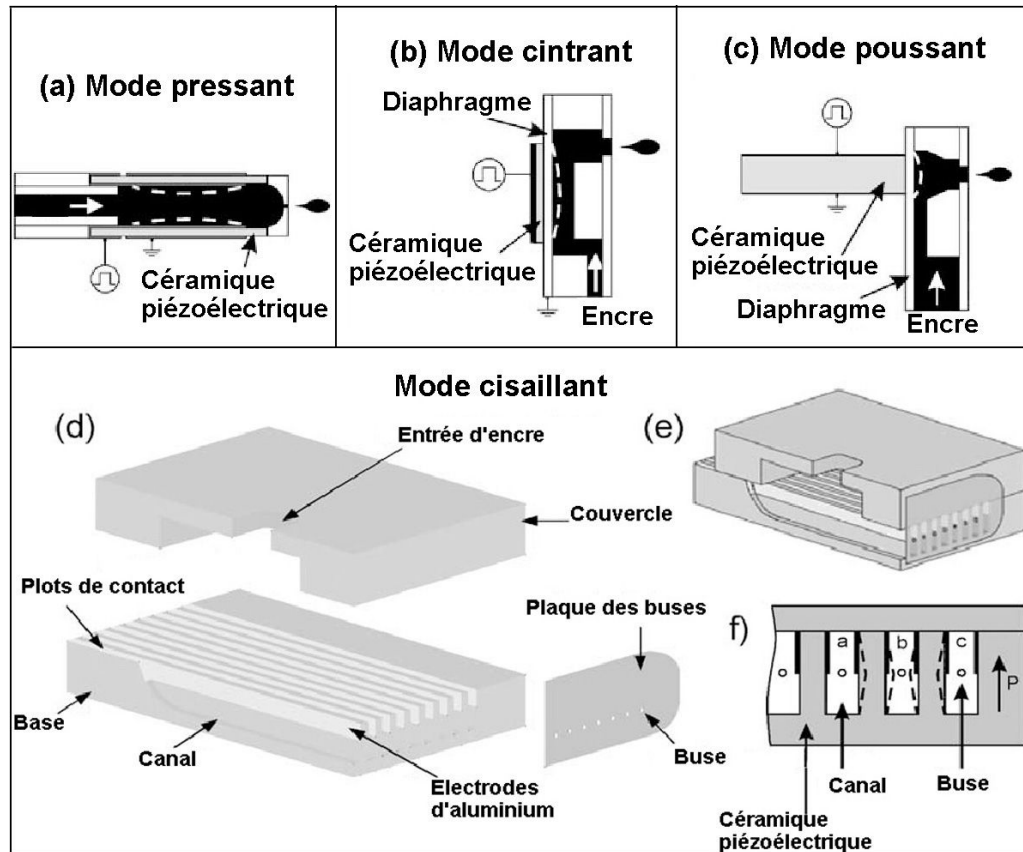 (a) Mode pressant
Céramique
piézoélectrique
(b) Mode cintrant
Diaphragme
Céramique
piézoélectrique
Encre
(c) Mode poussant
Céramique
piézoélectrique
Diaphragme
Encre
Mode cisaillant
(d)
Entrée d'encre
Couvercle
Plots de contact
Plaque des buses
Base
Canal
Electrodes
d'aluminium
Buse
(e)
f)
a
b
c
P
Canal
Buse
Céramique
piézoélectrique